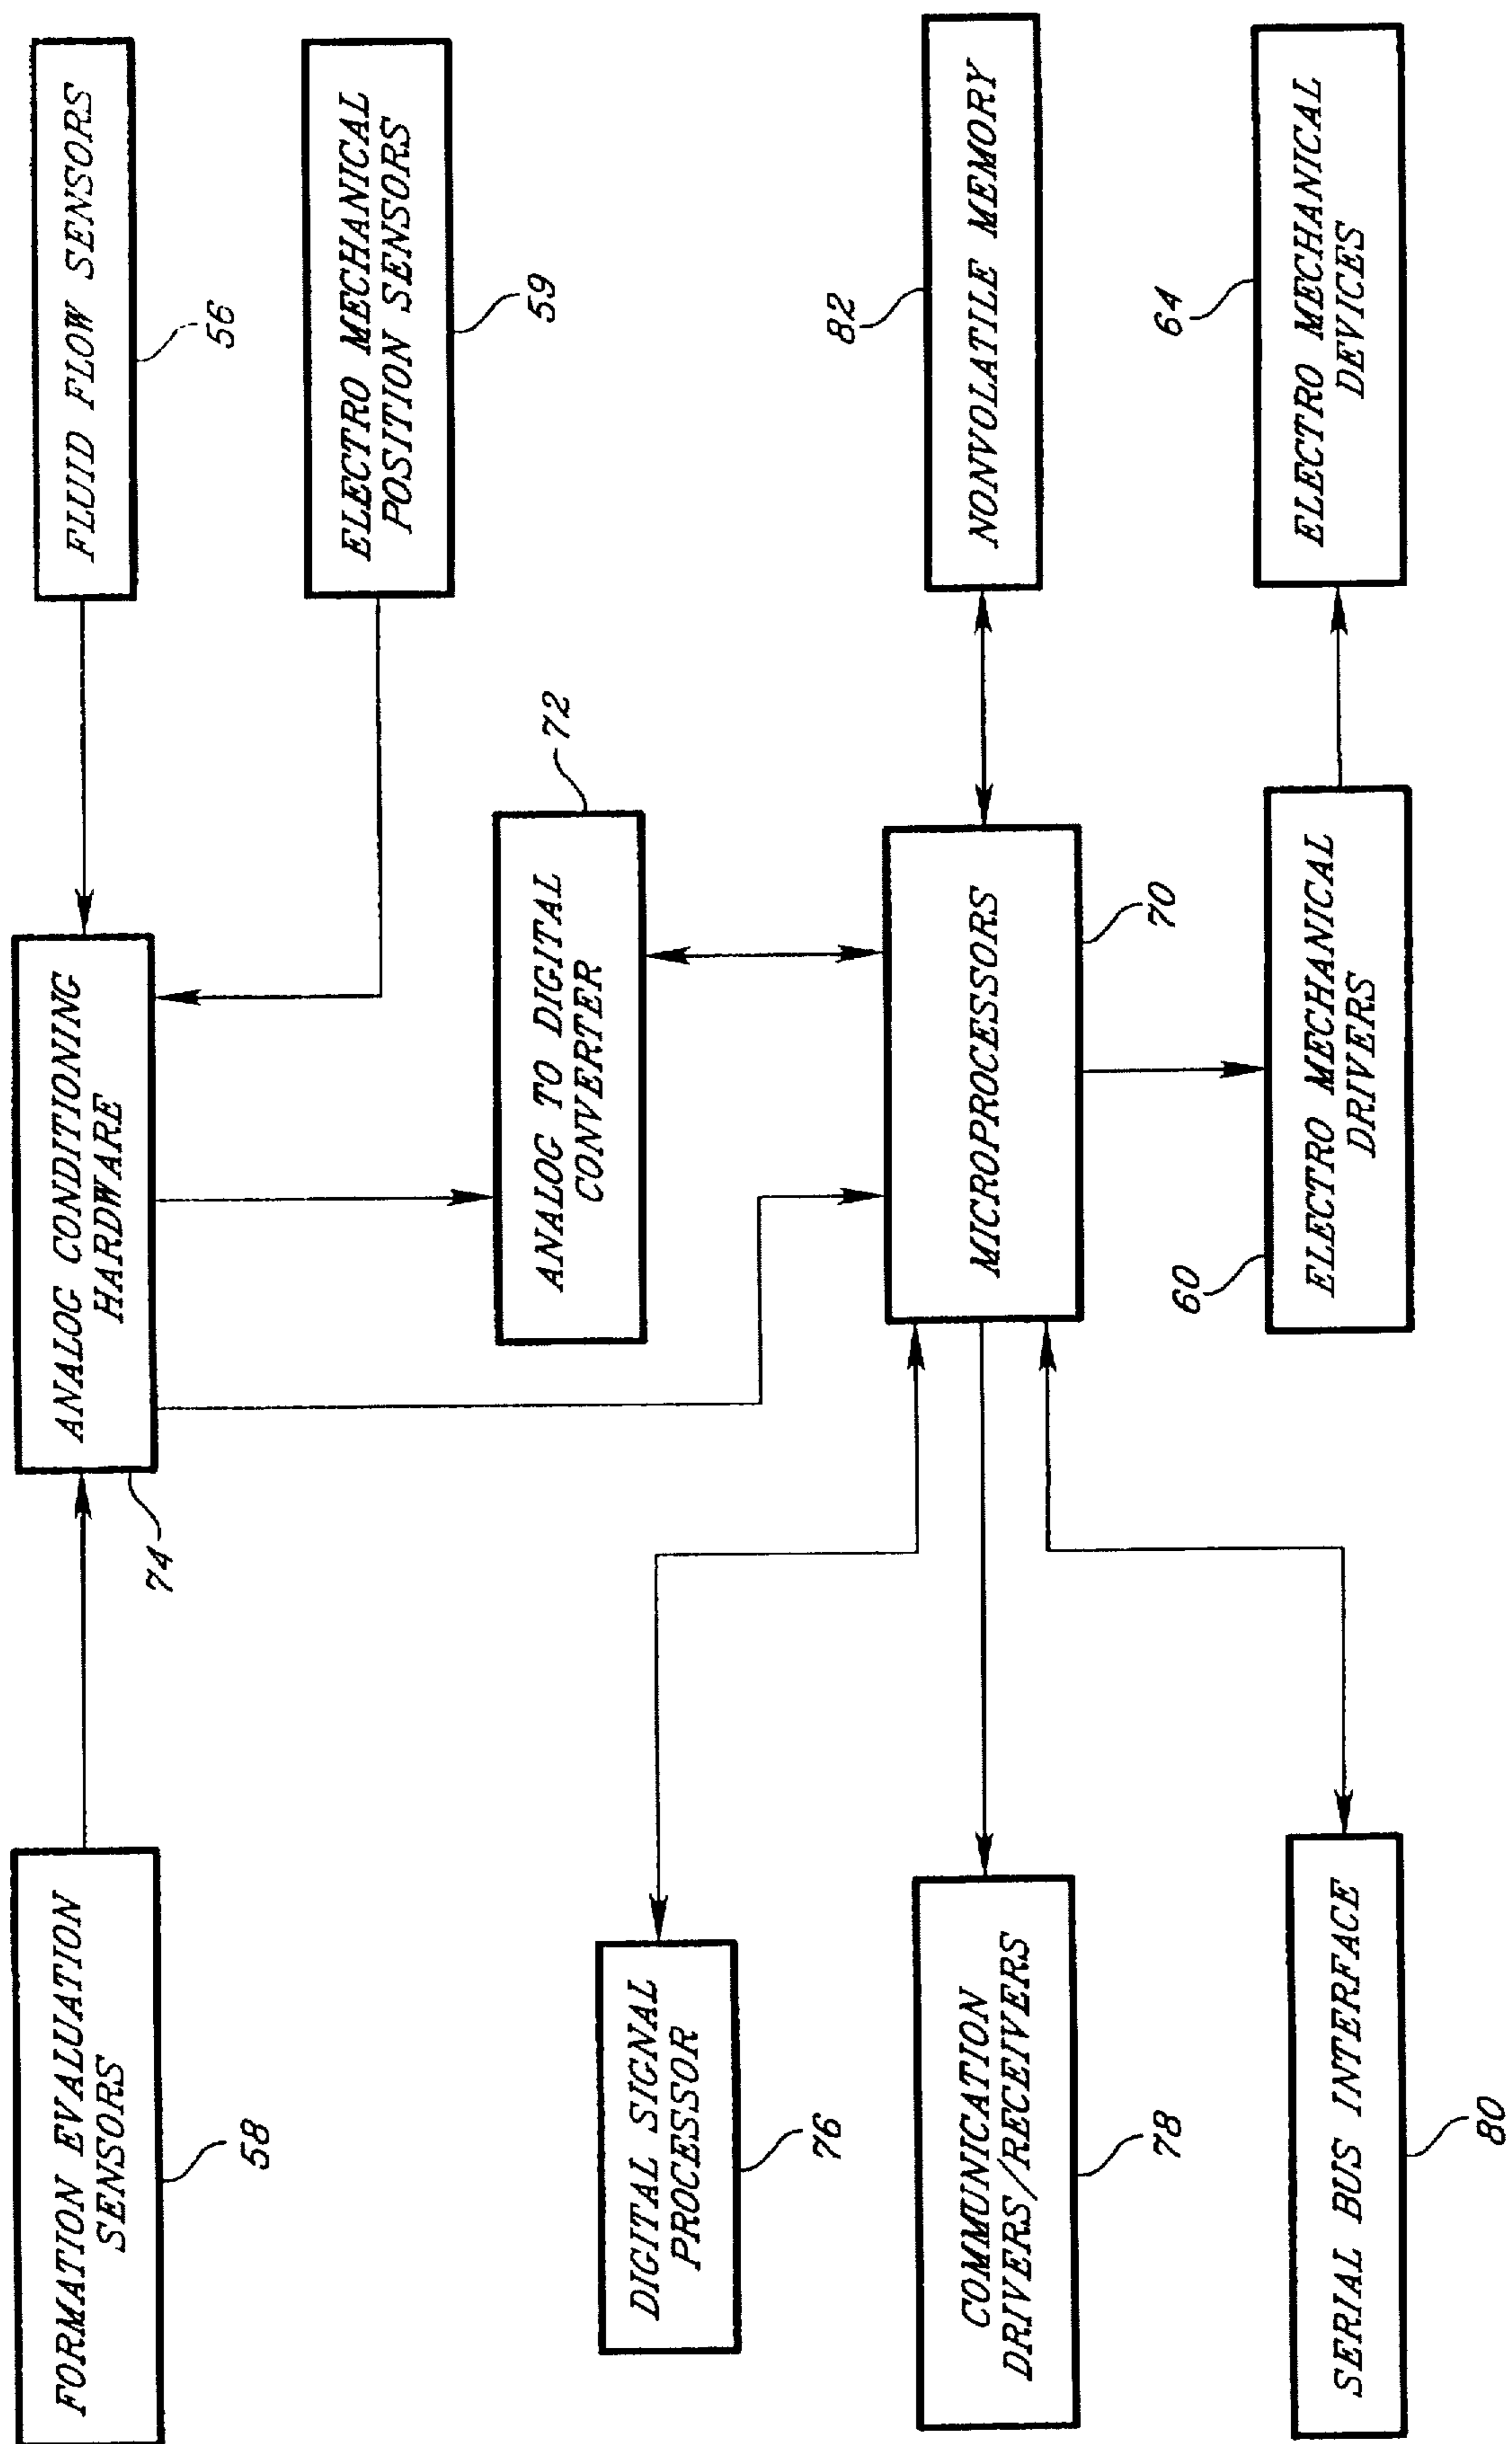 FORMATION EVALUATION
SENSORS
58
ANALOG CONDITIONING
HARDWARE
74
FLUID FLOW SENSORS
56
ELECTRO MECHANICAL
POSITION SENSORS
59
ANALOG TO DIGITAL
CONVERTER
72
DIGITAL SIGNAL
PROCESSOR
76
MICROPROCESSORS
70
NONVOLATILE MEMORY
82
COMMUNICATION
DRIVERS/RECEIVERS
78
SERIAL BUS INTERFACE
80
ELECTRO MECHANICAL
DRIVERS
60
ELECTRO MECHANICAL
DEVICES
64